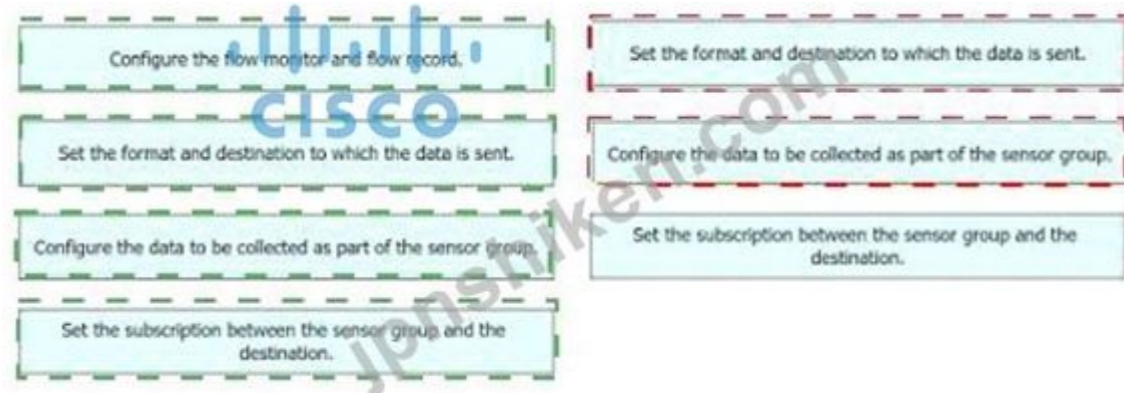 Configure the flow monitor and flow record.
CISCO
Set the format and destination to which the data is sent.
Configure the data to be collected as part of the sensor group.
Set the subscription between the sensor group and the
destination.
Set the format and destination to which the data is sent.
Configure the data to be collected as part of the sensor group.
Set the subscription between the sensor group and the
destination.
jpnshiken.com